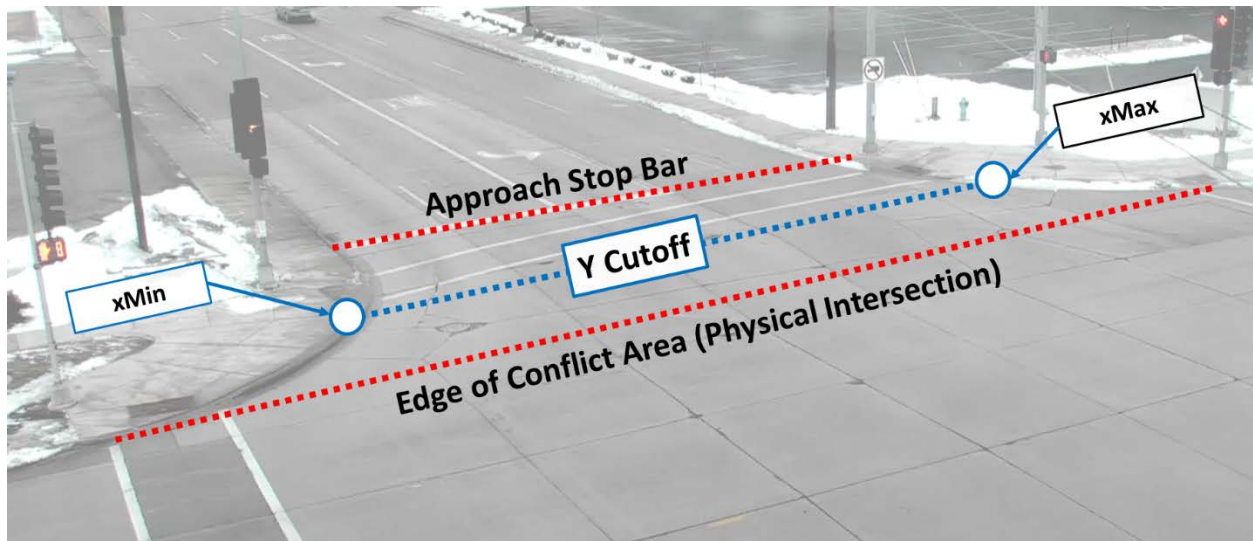 xMax
Approach Stop Bar
Y Cutoff
xMin
Edge of Conflict Area (Physical Intersection)